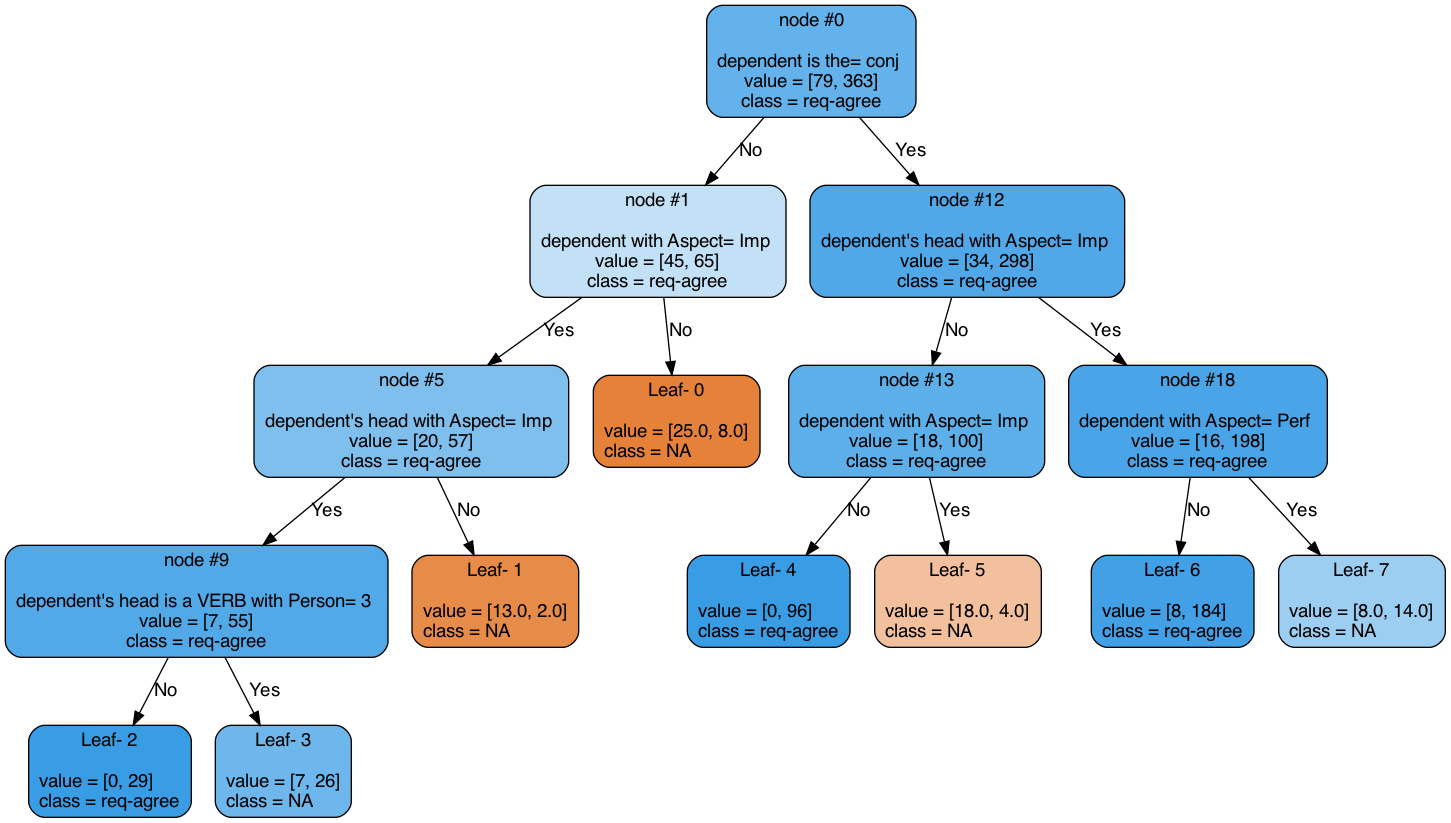 node #0
dependent is the= conj
value = [79, 363]
class = req-agree
No
Yes
node #1
dependent with Aspect= Imp
value = [45, 65]
class = req-agree
node #12
dependent's head with Aspect= Imp
value = [34, 298]
class = req-agree
Yes
No
No
Yes
node #5
dependent's head with Aspect= Imp
value = [20, 57]
class = req-agree
Leaf- 0
value = [25.0, 8.0]
class = NA
node #13
dependent with Aspect= Imp
value = [18, 100]
class = req-agree
node #18
dependent with Aspect= Perf
value = [16, 198]
class = req-agree
Yes
No
No
Yes
No
Yes
node #9
dependent's head is a VERB with Person= 3
value = [7, 55]
class = req-agree
Leaf- 1
value = [13.0, 2.0]
class = NA
Leaf- 4
value = [0, 96]
class = req-agree
Leaf- 5
value = [18.0, 4.0]
class = NA
Leaf- 6
value = [8, 184]
class = req-agree
Leaf- 7
value = [8.0, 14.0]
class = NA
No
Yes
Leaf- 2
value = [0, 29]
class = req-agree
Leaf- 3
value = [7, 26]
class = NA